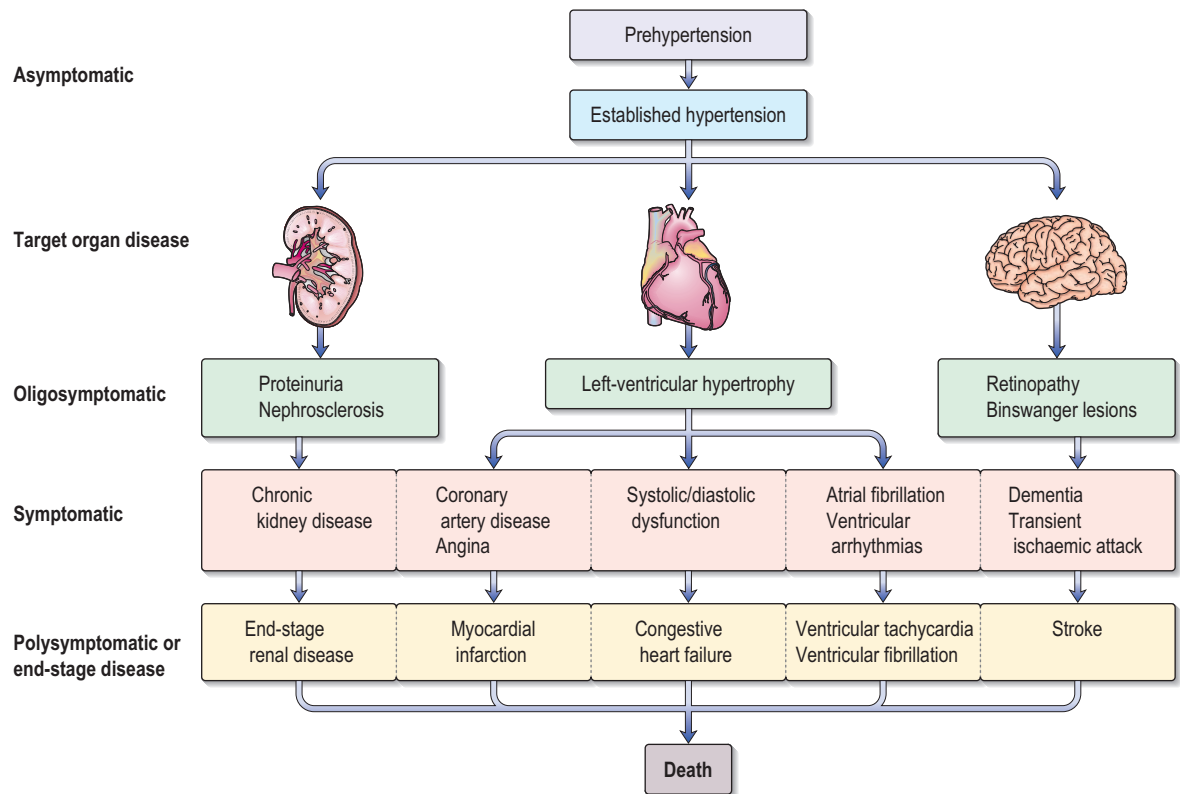 Prehypertension
Asymptomatic
Established hypertension
Target organ disease
Oligosymptomatic
Proteinuria
Nephrosclerosis
Left-ventricular hypertrophy
Retinopathy
Binswanger lesions
Symptomatic
Chronic
kidney disease
Coronary
artery disease
Angina
Systolic/diastolic
dysfunction
Atrial fibrillation
Ventricular
arrhythmias
Dementia
Transient
ischaemic attack
Polysymptomatic or
end-stage disease
End-stage
renal disease
Myocardial
infarction
Congestive
heart failure
Ventricular tachycardia
Ventricular fibrillation
Stroke
Death